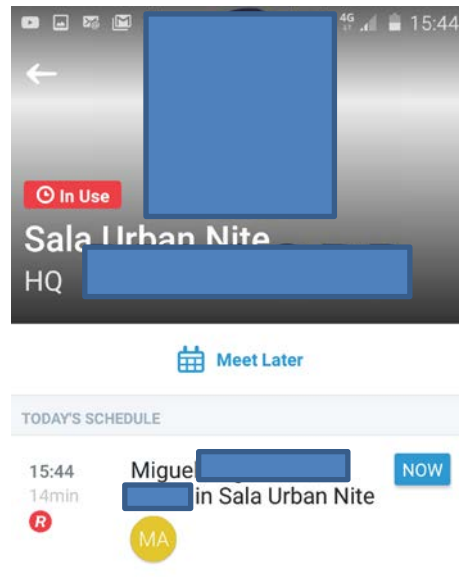 4G 15:44
In Use
Sala Urban Nite
HQ
Meet Later
TODAY'S SCHEDULE
15:44 Migue NOW
14min in Sala Urban Nite
R MA